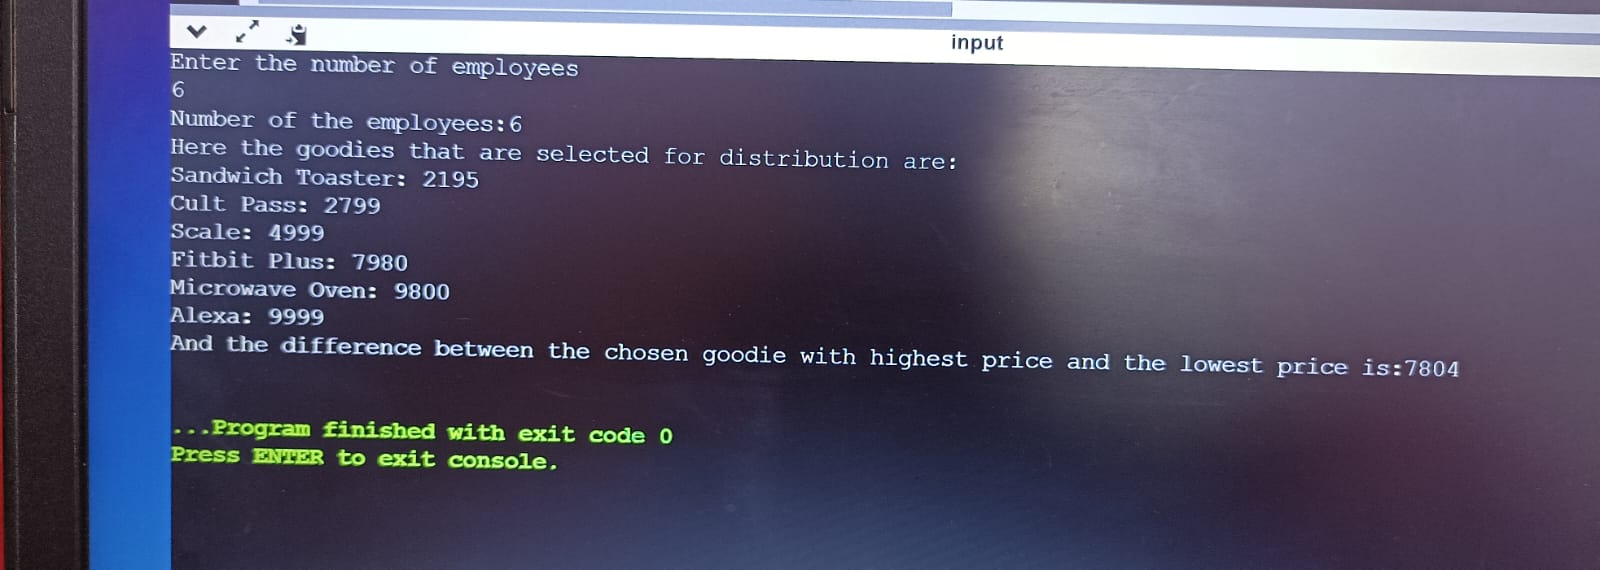 input
Enter the number of employees
6
Number of the employees:6
Here the goodies that are selected for distribution are:
Sandwich Toaster: 2195
Cult Pass: 2799
Scale: 4999
Fitbit Plus: 7980
Microwave Oven: 9800
Alexa: 9999
And the difference between the chosen goodie with highest price and the lowest price is:7804
...Program finished with exit code 0
Press ENTER to exit console.